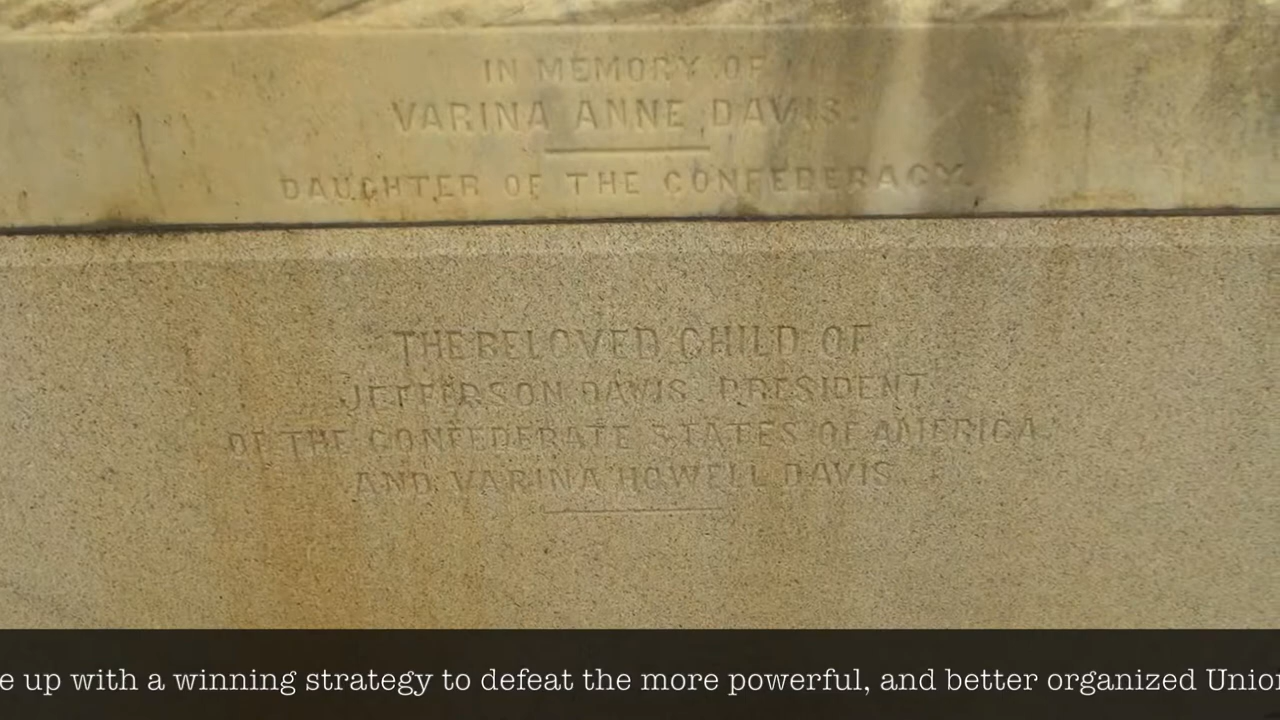 IN MEMORY OF
VARINA ANNE DAVIS.
DAUGHTER OF THE CONFEDERACY.
THE BELOVED CHILD OF
JEFFERSON DAVIS. PRESIDENT
OF THE CONFEDERATE STATES OF AMERICA
AND VARINA HOWELL DAVIS.
e up with a winning strategy to defeat the more powerful, and better organized Union